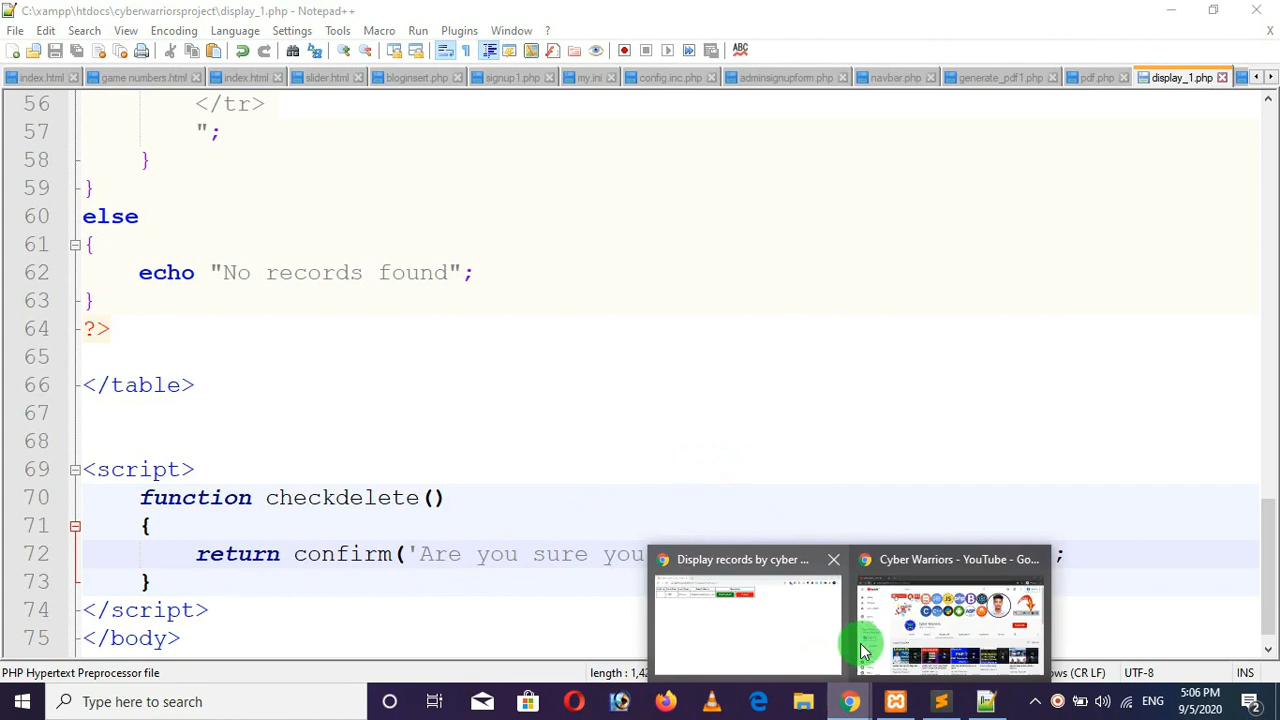 C:\xampp\htdocs\cyberwarriorsproject\display_1.php - Notepad++
File Edit Search View Encoding Language Settings Tools Macro Run Plugins Window ?
index.html game numbers.html index.html slider.html bloginsert.php signup1.php my.ini config.inc.php adminsignupform.php navbar.php generate_pdf1.php pdf.php display_1.php
56 </tr>
57 ";
58 }
59 }
60 else
61 {
62 echo "No records found";
63 }
64 ?>
65
66 </table>
67
68
69 <script>
70 function checkdelete()
71 {
72 return confirm('Are you sure you ;
73 }
74 </script>
75 </body>
Display records by cyber ...
Cyber Warriors - YouTube - Go...
PHP Hypertext Preprocessor file length : 1,42 (CR LF) UTF-8 INS
Type here to search
ENG 5:06 PM
9/5/2020
2